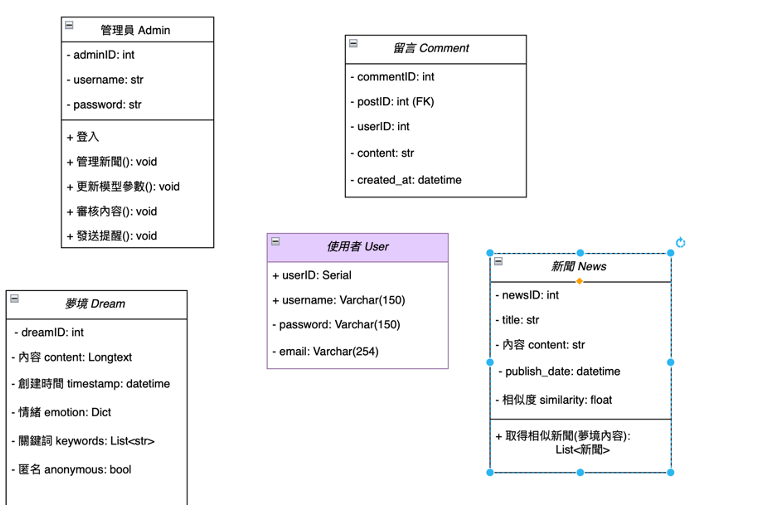 管理員 Admin
- adminID: int
- username: str
- password: str
+ 登入
+ 管理新聞(): void
+ 更新模型參數(): void
+ 審核內容(): void
+ 發送提醒(): void
留言 Comment
- commentID: int
- postID: int (FK)
- userID: int
- content: str
- created_at: datetime
使用者 User
+ userID: Serial
+ username: Varchar(150)
- password: Varchar(150)
- email: Varchar(254)
新聞 News
- newsID: int
- title: str
- 內容 content: str
- publish_date: datetime
- 相似度 similarity: float
+ 取得相似新聞(夢境內容):
List<新聞>
夢境 Dream
- dreamID: int
- 內容 content: Longtext
- 創建時間 timestamp: datetime
- 情緒 emotion: Dict
- 關鍵詞 keywords: List<str>
- 匿名 anonymous: bool